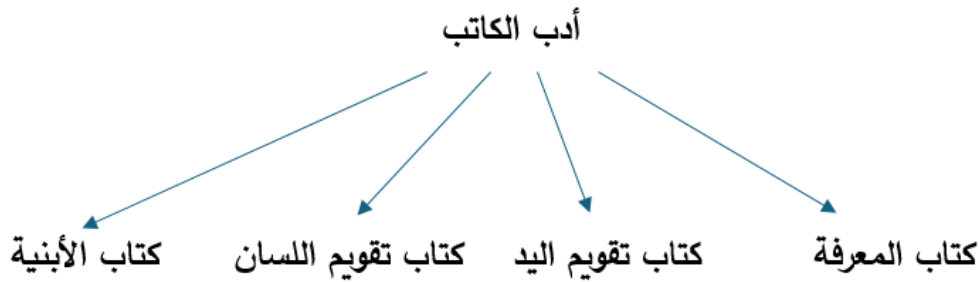 أدب الكاتب
كتاب المعرفة
كتاب تقويم اليد
كتاب تقويم اللسان
كتاب الأبنية